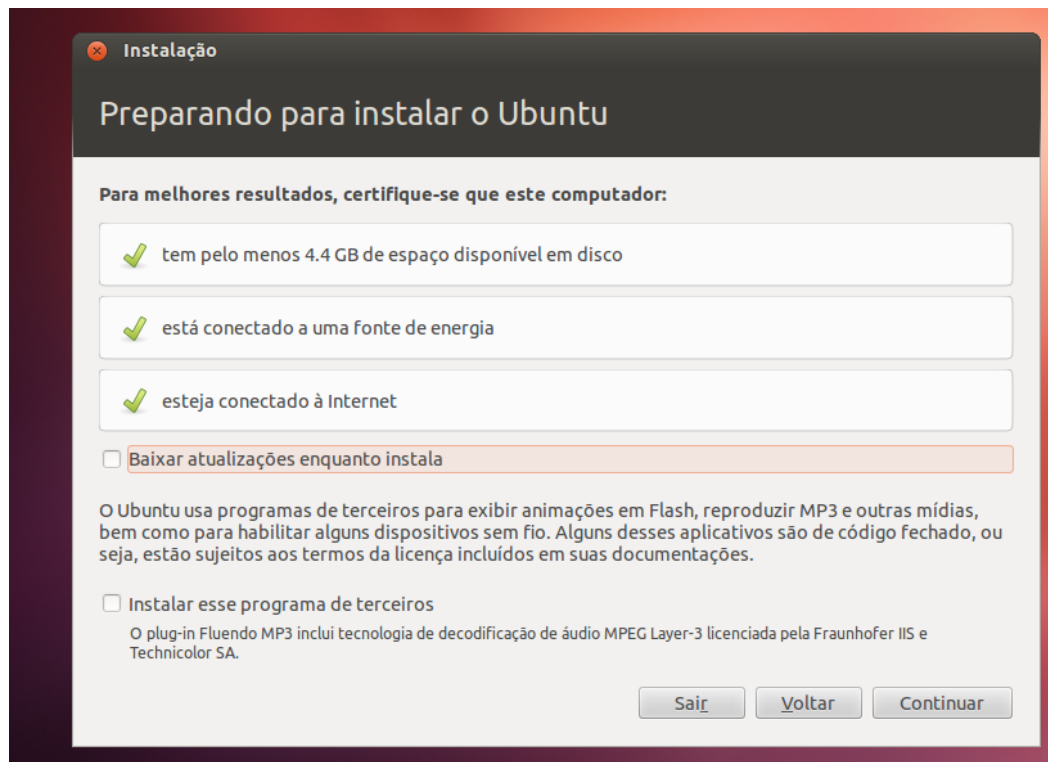 Instalação
Preparando para instalar o Ubuntu
Para melhores resultados, certifique-se que este computador:
tem pelo menos 4.4 GB de espaço disponível em disco
está conectado a uma fonte de energia
esteja conectado à Internet
Baixar atualizações enquanto instala
O Ubuntu usa programas de terceiros para exibir animações em Flash, reproduzir MP3 e outras mídias,
bem como para habilitar alguns dispositivos sem fio. Alguns desses aplicativos são de código fechado, ou
seja, estão sujeitos aos termos da licença incluídos em suas documentações.
Instalar esse programa de terceiros
O plug-in Fluendo MP3 inclui tecnologia de decodificação de áudio MPEG Layer-3 licenciada pela Fraunhofer IIS e
Technicolor SA.
Sair Voltar Continuar